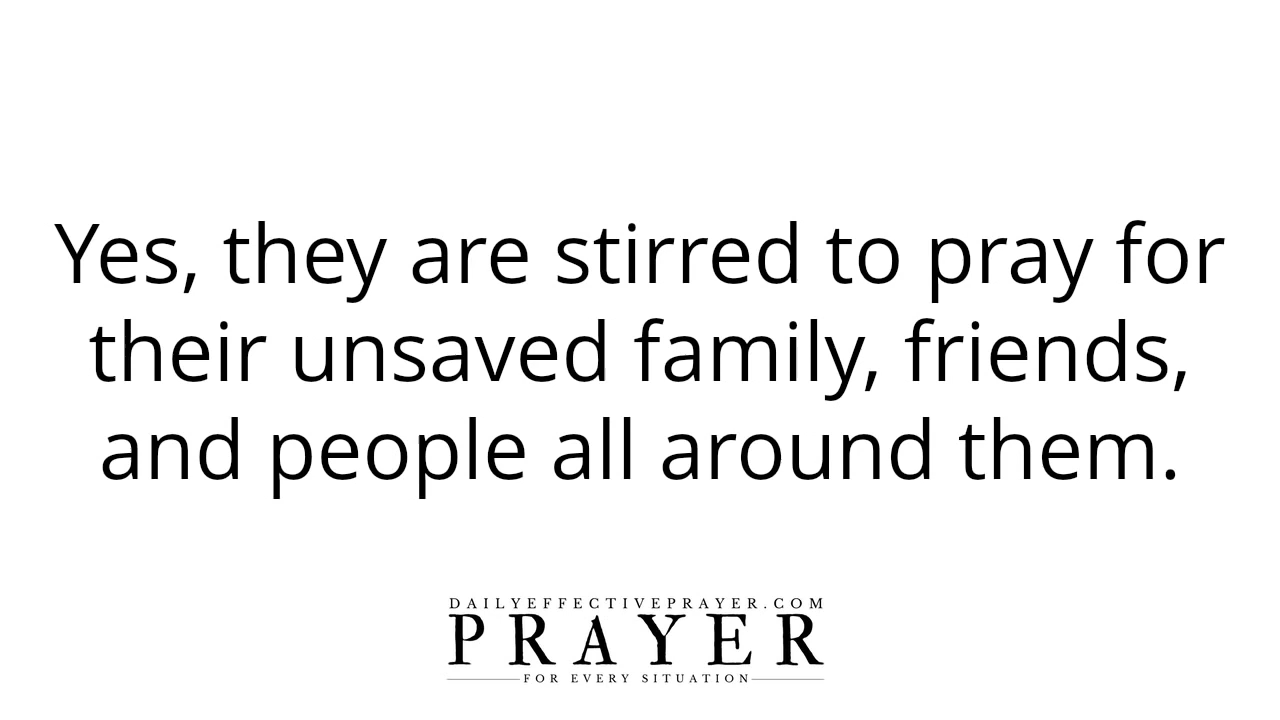 Yes, they are stirred to pray for
their unsaved family, friends,
and people all around them.
DAILYEFFECTIVEPRAYER.COM
PRAYER
FOR EVERY SITUATION